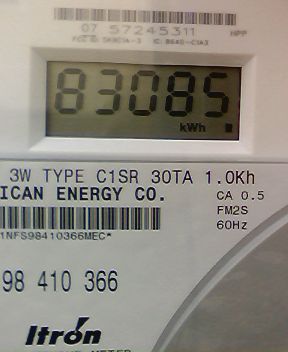 07 57245311
HPP
83085
kWh
3W TYPE C1SR 30TA 1.0Kh
ICAN ENERGY CO.
CA 0.5
FM2S
60Hz
1NFS98410366MEC*
98 410 366
Itron